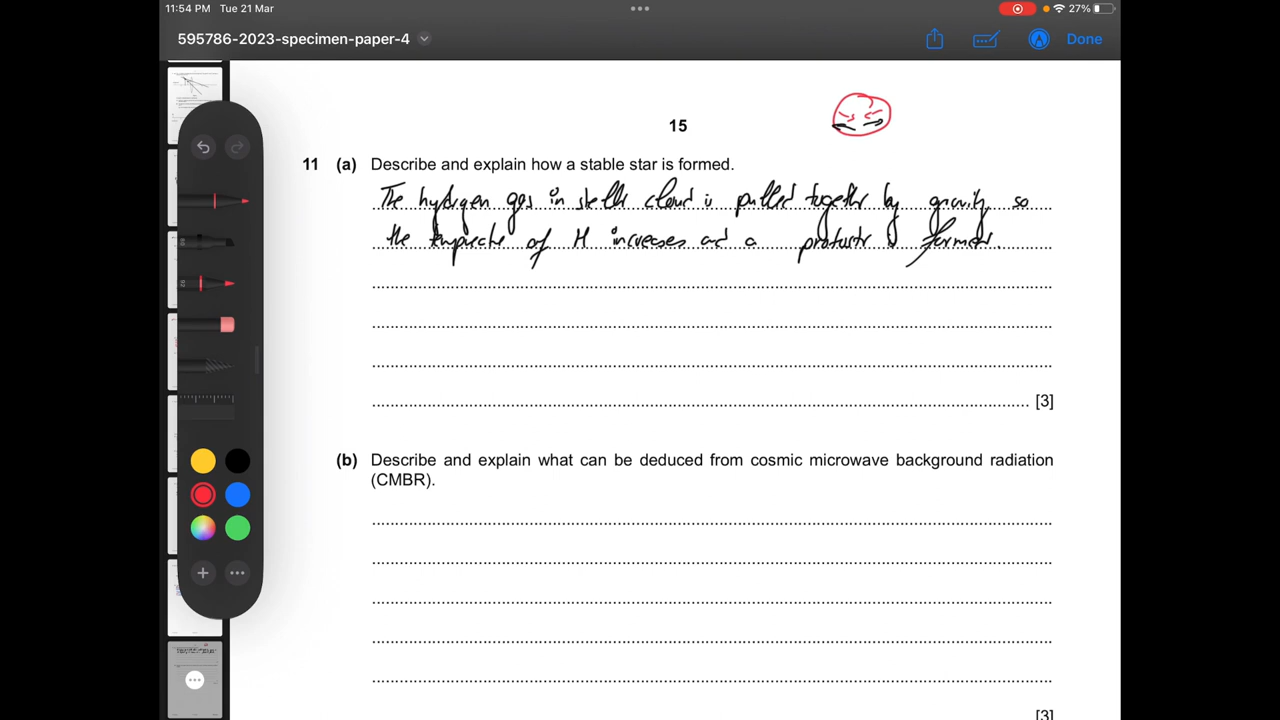 11:54 PM Tue 21 Mar
27%
595786-2023-specimen-paper-4
Done
15
11 (a) Describe and explain how a stable star is formed.
The hydrogen gas in stellar cloud is pulled together by gravity, so
the temperature of H increases and a protostar is formed.
[3]
(b) Describe and explain what can be deduced from cosmic microwave background radiation
(CMBR).
[3]